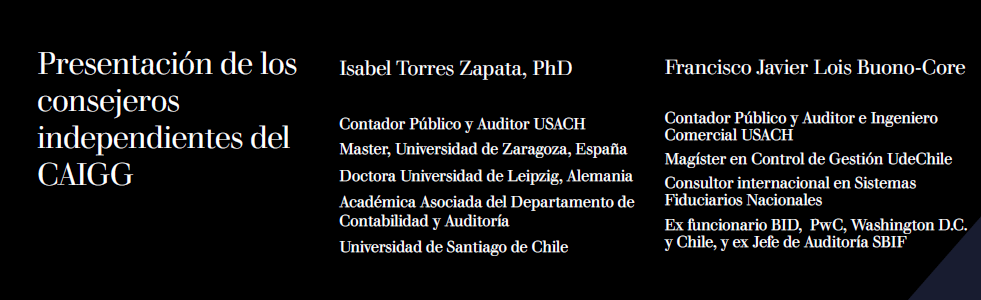 Presentación de los
consejeros
independientes del
CAIGG
Isabel Torres Zapata, PhD
Contador Público y Auditor USACH
Master, Universidad de Zaragoza, España
Doctora Universidad de Leipzig, Alemania
Académica Asociada del Departamento de
Contabilidad y Auditoría
Universidad de Santiago de Chile
Francisco Javier Lois Buono-Core
Contador Público y Auditor e Ingeniero
Comercial USACH
Magíster en Control de Gestión UdeChile
Consultor internacional en Sistemas
Fiduciarios Nacionales
Ex funcionario BID, PwC, Washington D.C.
y Chile, y ex Jefe de Auditoría SBIF